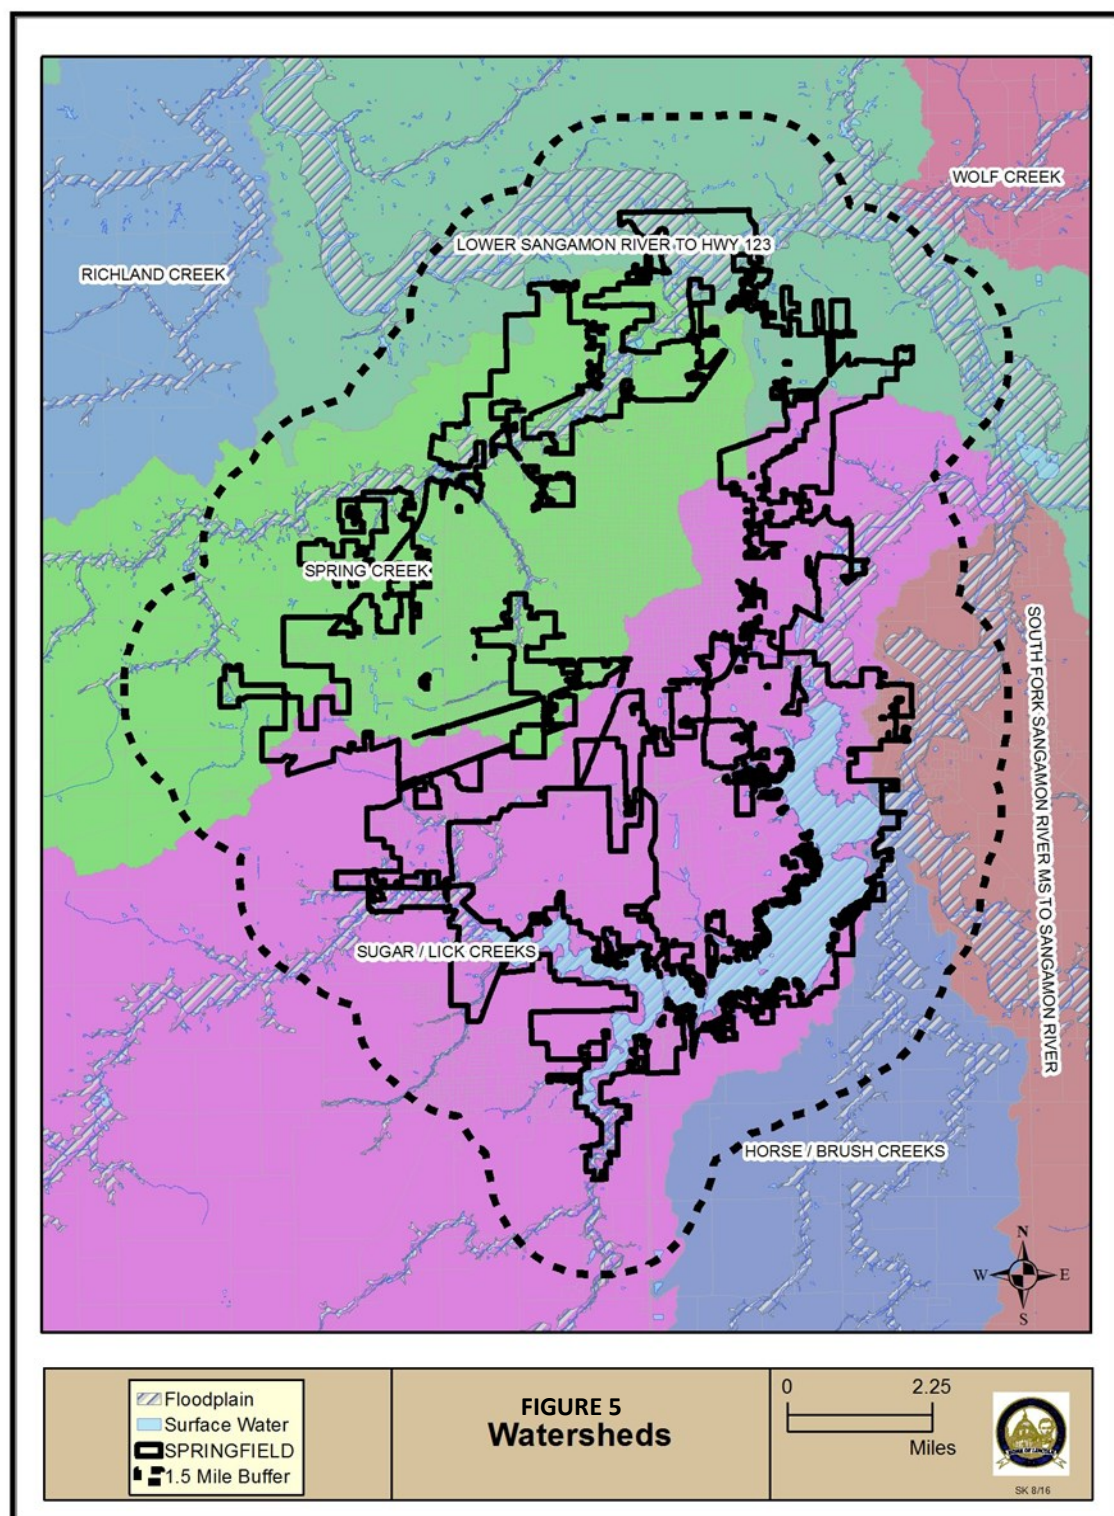 WOLF CREEK
LOWER SANGAMON RIVER TO HWY 123
RICHLAND CREEK
SPRING CREEK
SOUTH FORK SANGAMON RIVER MS TO SANGAMON RIVER
SUGAR / LICK CREEKS
HORSE / BRUSH CREEKS
N
W E
S
Floodplain
Surface Water
SPRINGFIELD
1.5 Mile Buffer
FIGURE 5
Watersheds
0 2.25
Miles
SK 8/16